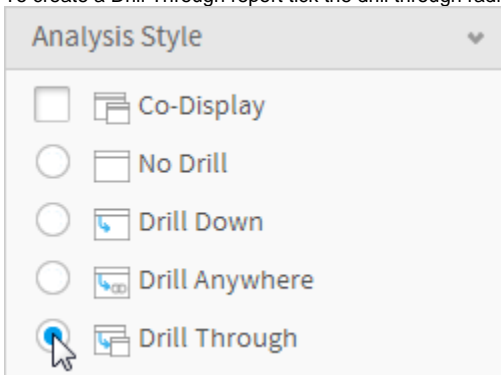 To create a Drill Through report tick the drill through radi
Analysis Style
Co-Display
No Drill
Drill Down
Drill Anywhere
Drill Through